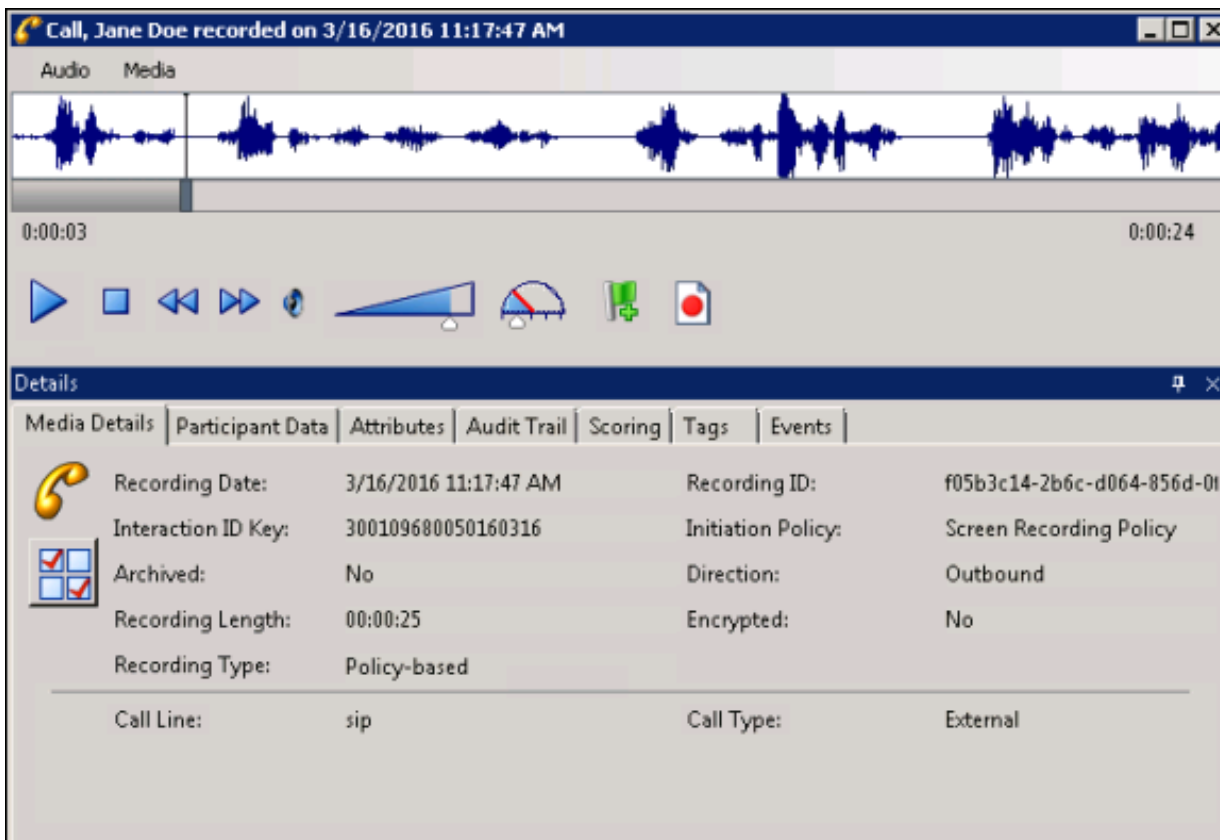 Call, Jane Doe recorded on 3/16/2016 11:17:47 AM
Audio Media
0:00:03 0:00:24
Details
Media Details Participant Data Attributes Audit Trail Scoring Tags Events
Recording Date: 3/16/2016 11:17:47 AM Recording ID: f05b3c14-2b6c-d064-856d-
Interaction ID Key: 300109680050160316 Initiation Policy: Screen Recording Policy
Archived: No Direction: Outbound
Recording Length: 00:00:25 Encrypted: No
Recording Type: Policy-based
Call Line: sip Call Type: External